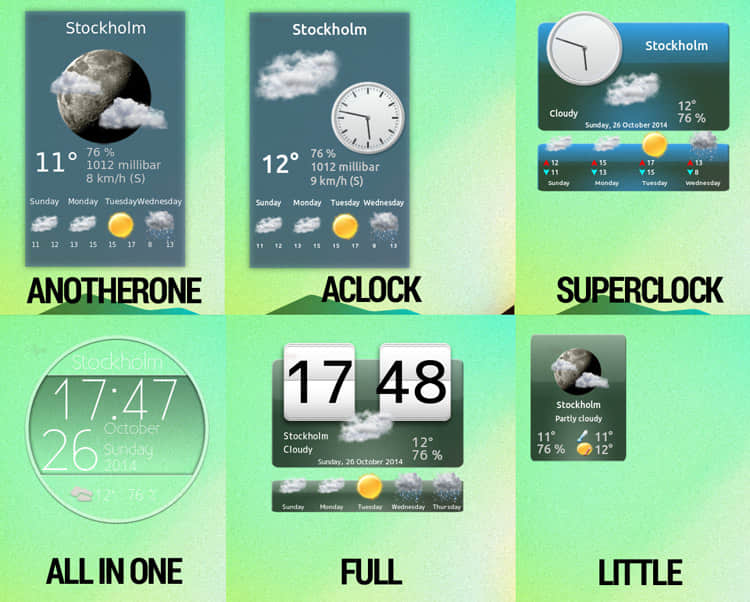 Stockholm
11°
76 %
1012 millibar
8 km/h (S)
Sunday Monday TuesdayWednesday
11 12 13 15 15 17 8 13
ANOTHERONE
Stockholm
12°
76 %
1012 millibar
9 km/h (S)
Sunday Monday Tuesday Wednesday
11 12 13 15 15 17 8 13
ACLOCK
Stockholm
Cloudy
12°
76 %
Sunday, 26 October 2014
12 15 17 13
11 13 15 8
Sunday Monday Tuesday Wednesday
SUPERCLOCK
Stockholm
17:47
26
October
Sunday
2014
12° 76 %
ALL IN ONE
17 48
Stockholm
Cloudy
12°
76 %
Sunday, 26 October 2014
Sunday Monday Tuesday Wednesday Thursday
FULL
Stockholm
Partly cloudy
11° 11°
76 % 12°
LITTLE